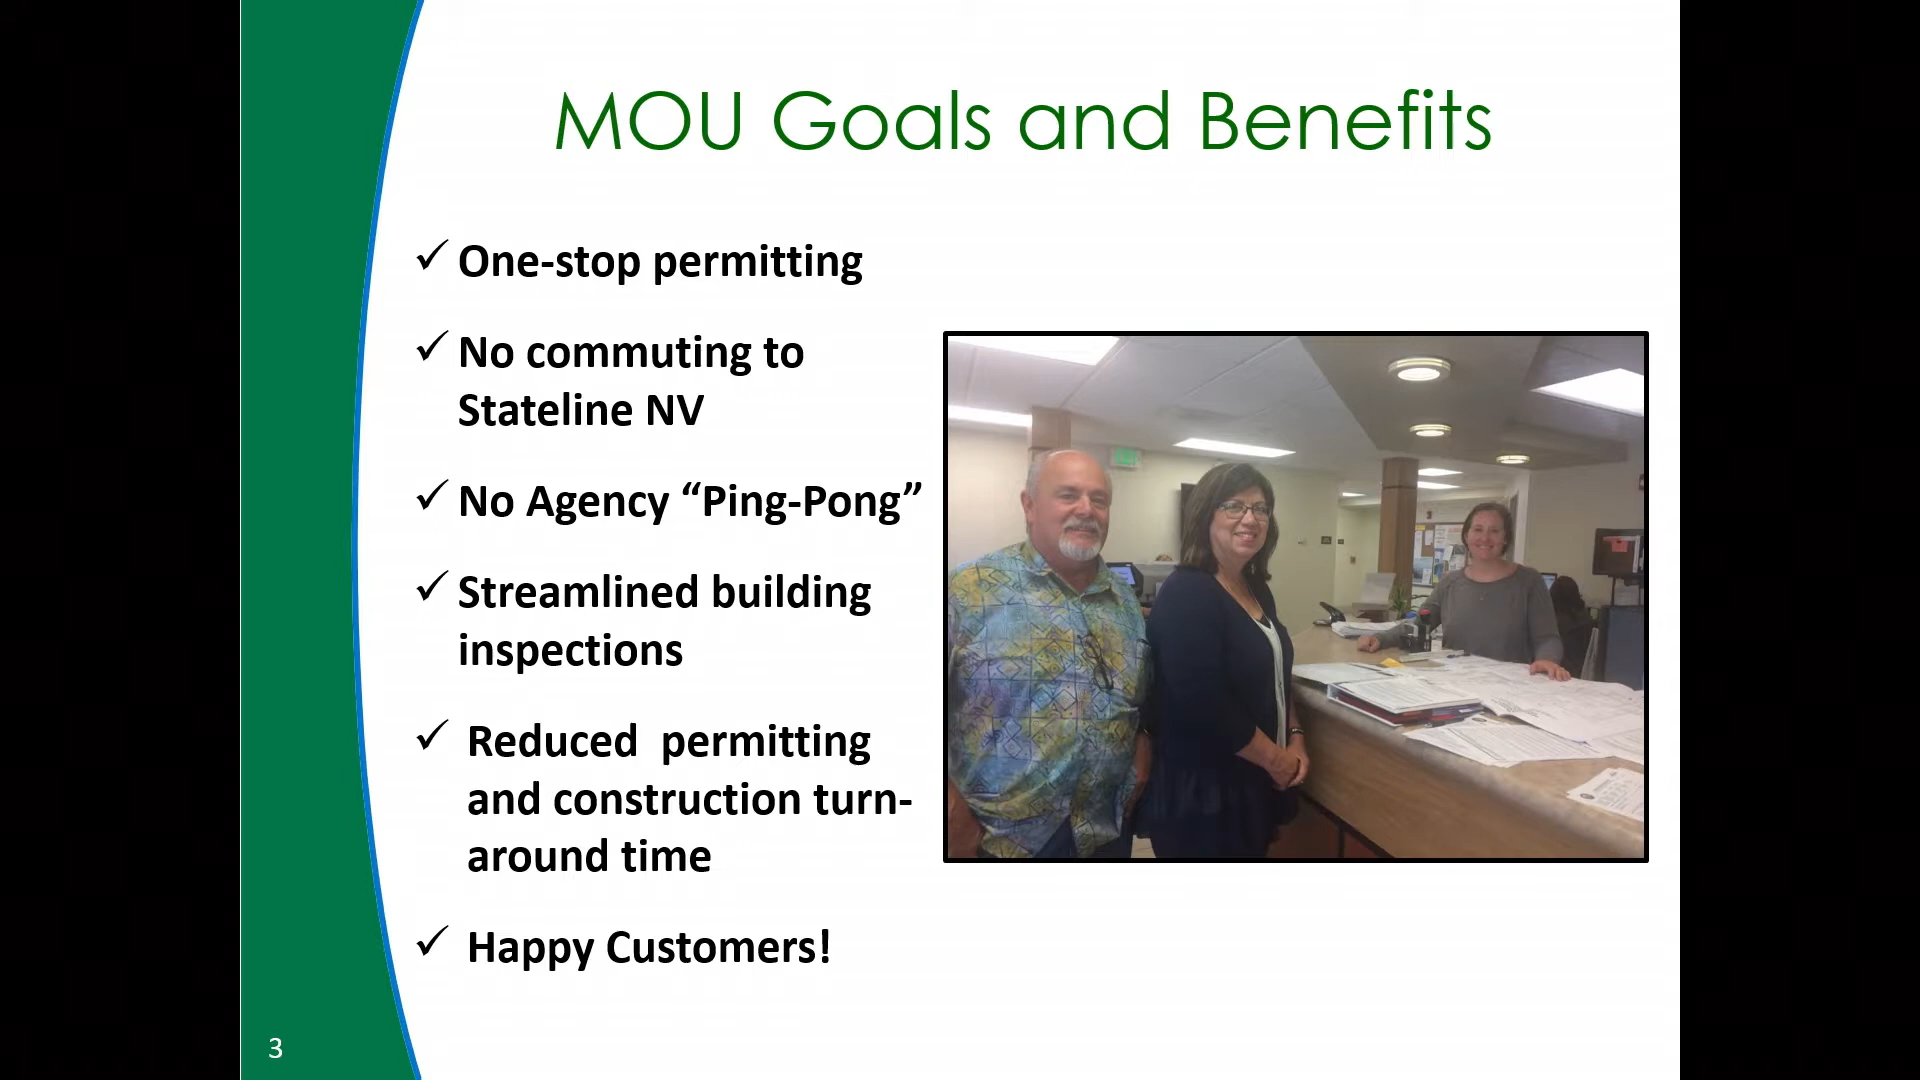 MOU Goals and Benefits
✓ One-stop permitting
✓ No commuting to
Stateline NV
✓ No Agency “Ping-Pong”
✓ Streamlined building
inspections
✓ Reduced  permitting
and construction turn-
around time
✓ Happy Customers!
3